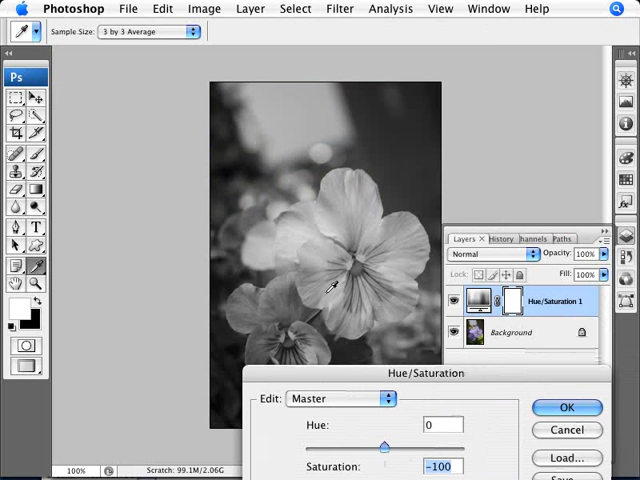 Photoshop File Edit Image Layer Select Filter Analysis View Window Help
Sample Size: 3 by 3 Average
Ps
Layers × History hannels Paths
Normal Opacity: 100%
Lock: Fill: 100%
Hue/Saturation 1
Background
Hue/Saturation
Edit: Master OK
Hue: 0 Cancel
Load...
Saturation: -100
Save...
100% Scratch: 99.1M/2.06G